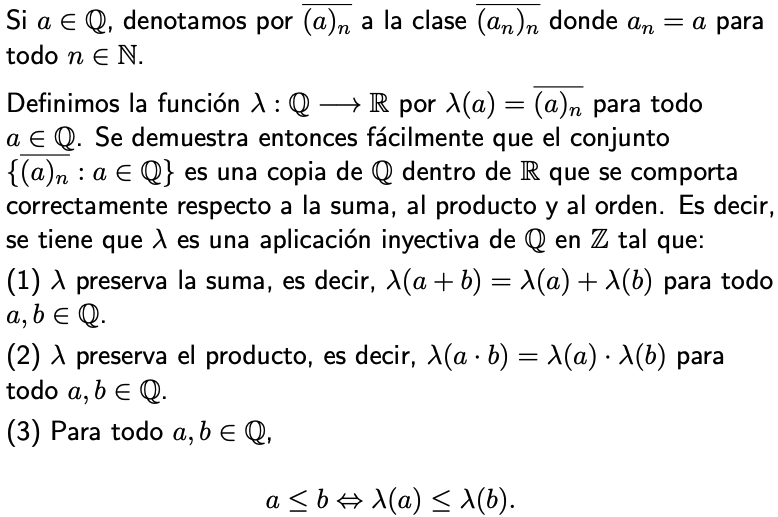 Si $a \in \mathbb{Q}$, denotamos por $\overline{(a)_n}$ a la clase $\overline{(a_n)_n}$ donde $a_n = a$ para
todo $n \in \mathbb{N}$.
Definimos la función $\lambda : \mathbb{Q} \longrightarrow \mathbb{R}$ por $\lambda(a) = \overline{(a)_n}$ para todo
$a \in \mathbb{Q}$. Se demuestra entonces fácilmente que el conjunto
$\{\overline{(a)_n} : a \in \mathbb{Q}\}$ es una copia de $\mathbb{Q}$ dentro de $\mathbb{R}$ que se comporta
correctamente respecto a la suma, al producto y al orden. Es decir,
se tiene que $\lambda$ es una aplicación inyectiva de $\mathbb{Q}$ en $\mathbb{Z}$ tal que:
(1) $\lambda$ preserva la suma, es decir, $\lambda(a + b) = \lambda(a) + \lambda(b)$ para todo
$a, b \in \mathbb{Q}$.
(2) $\lambda$ preserva el producto, es decir, $\lambda(a \cdot b) = \lambda(a) \cdot \lambda(b)$ para
todo $a, b \in \mathbb{Q}$.
(3) Para todo $a, b \in \mathbb{Q}$,
$a \leq b \Leftrightarrow \lambda(a) \leq \lambda(b)$.